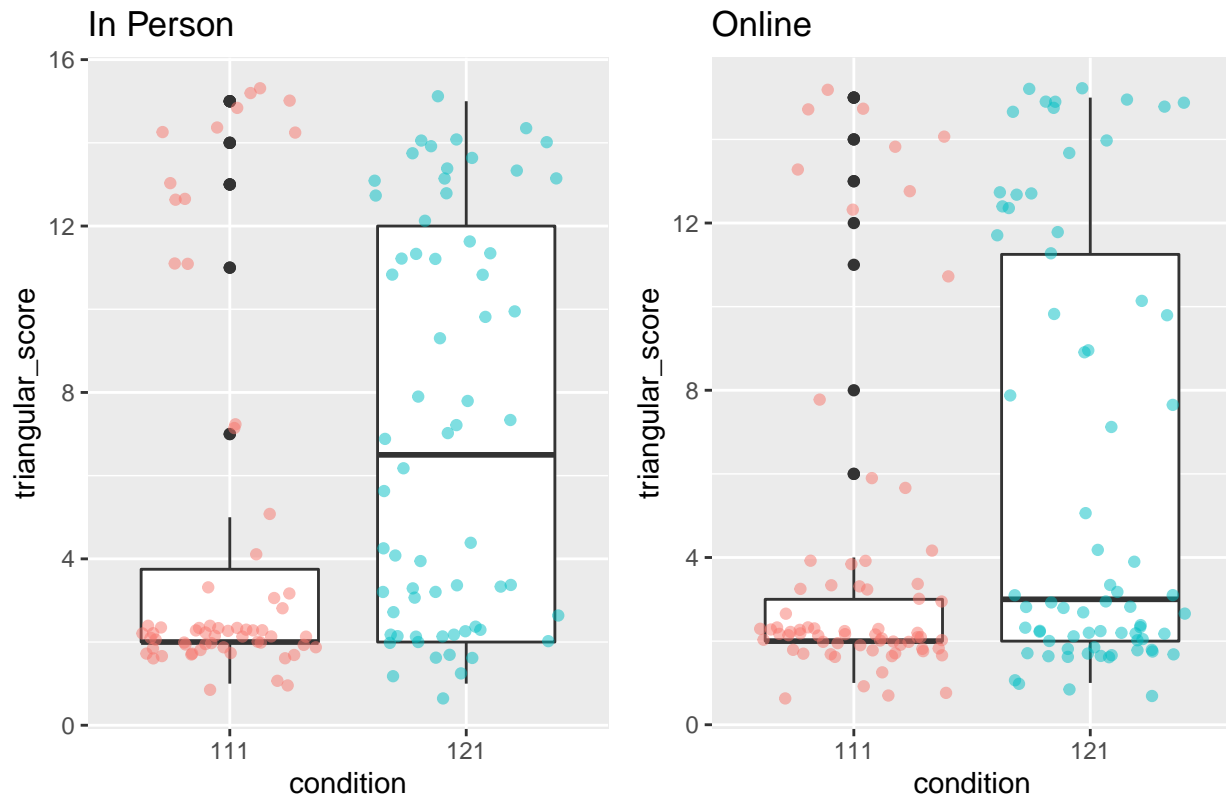 In Person
Online
16
12
8
4
0
triangular_score
111
121
condition
12
8
4
0
triangular_score
111
121
condition